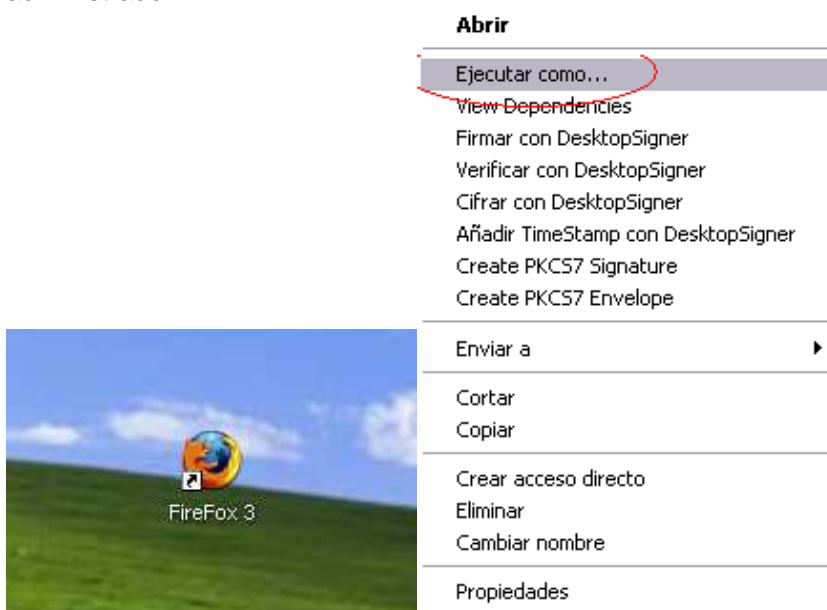 Abrir
Ejecutar como...
View Dependencies
Firmar con DesktopSigner
Verificar con DesktopSigner
Cifrar con DesktopSigner
Añadir TimeStamp con DesktopSigner
Create PKCS7 Signature
Create PKCS7 Envelope
Enviar a
Cortar
Copiar
Crear acceso directo
Eliminar
Cambiar nombre
Propiedades
FireFox 3